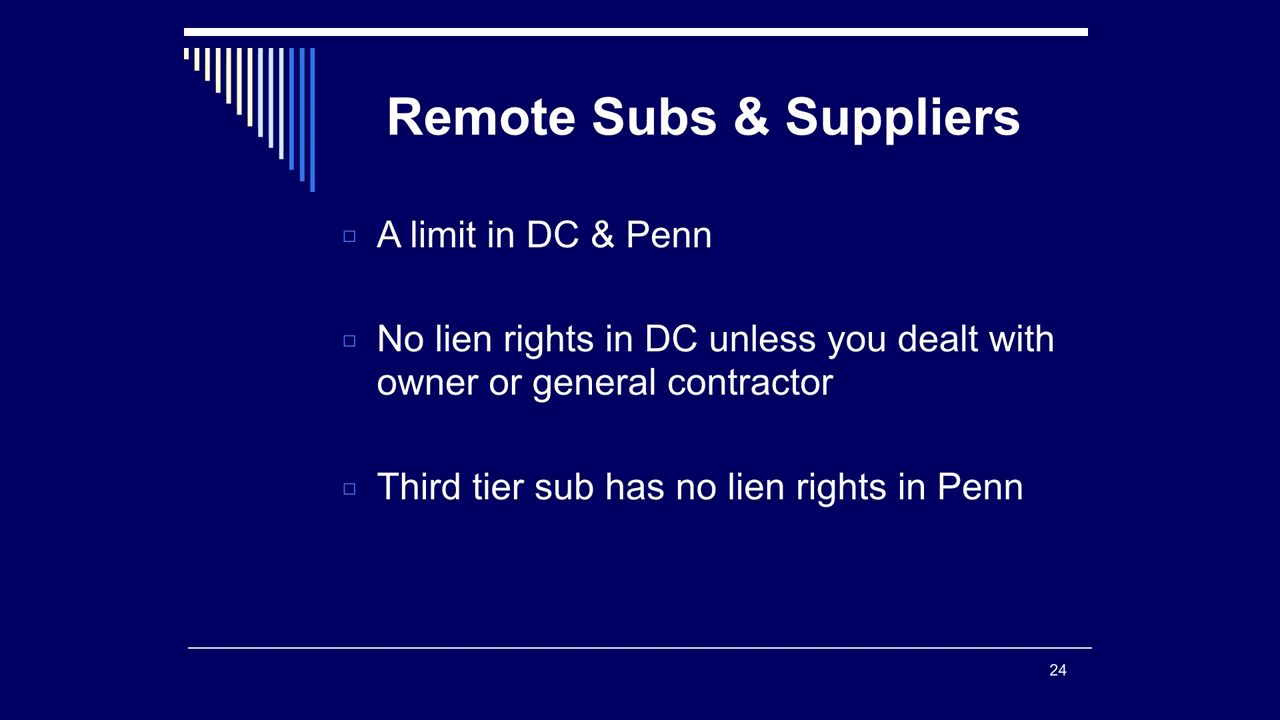 Remote Subs & Suppliers
A limit in DC & Penn
No lien rights in DC unless you dealt with
owner or general contractor
Third tier sub has no lien rights in Penn
24